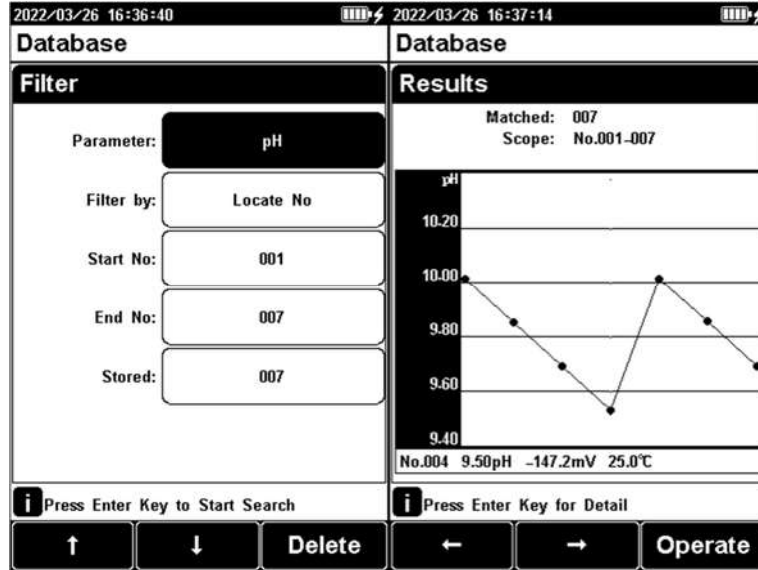 2022/03/26 16:36:40
Database
Filter
Parameter: pH
Filter by: Locate No
Start No: 001
End No: 007
Stored: 007
i Press Enter Key to Start Search
↑ ↓ Delete
2022/03/26 16:37:14
Database
Results
Matched: 007
Scope: No.001-007
pH
10.20
10.00
9.80
9.60
9.40
No.004 9.50pH -147.2mV 25.0℃
i Press Enter Key for Detail
← → Operate